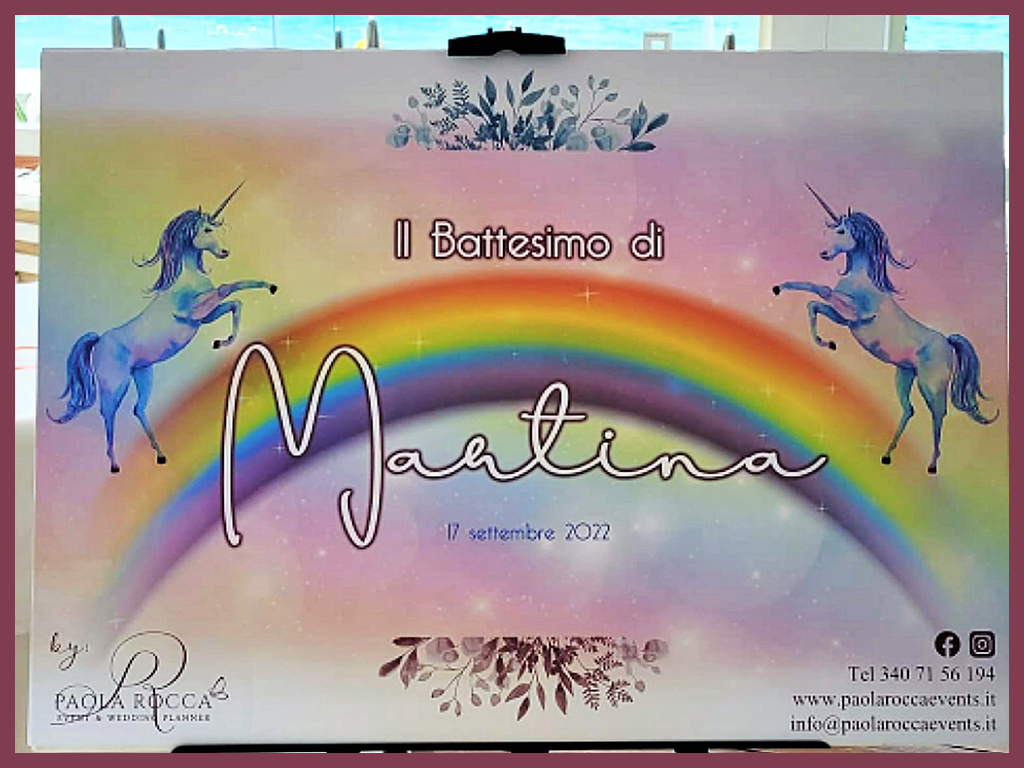 Il Battesimo di
Martina
17 settembre 2022
by:
PR
PAOLA ROCCA
EVENT & WEDDING PLANNER
Tel 340 71 56 194
www.paolaroccaevents.it
info@paolaroccaevents.it